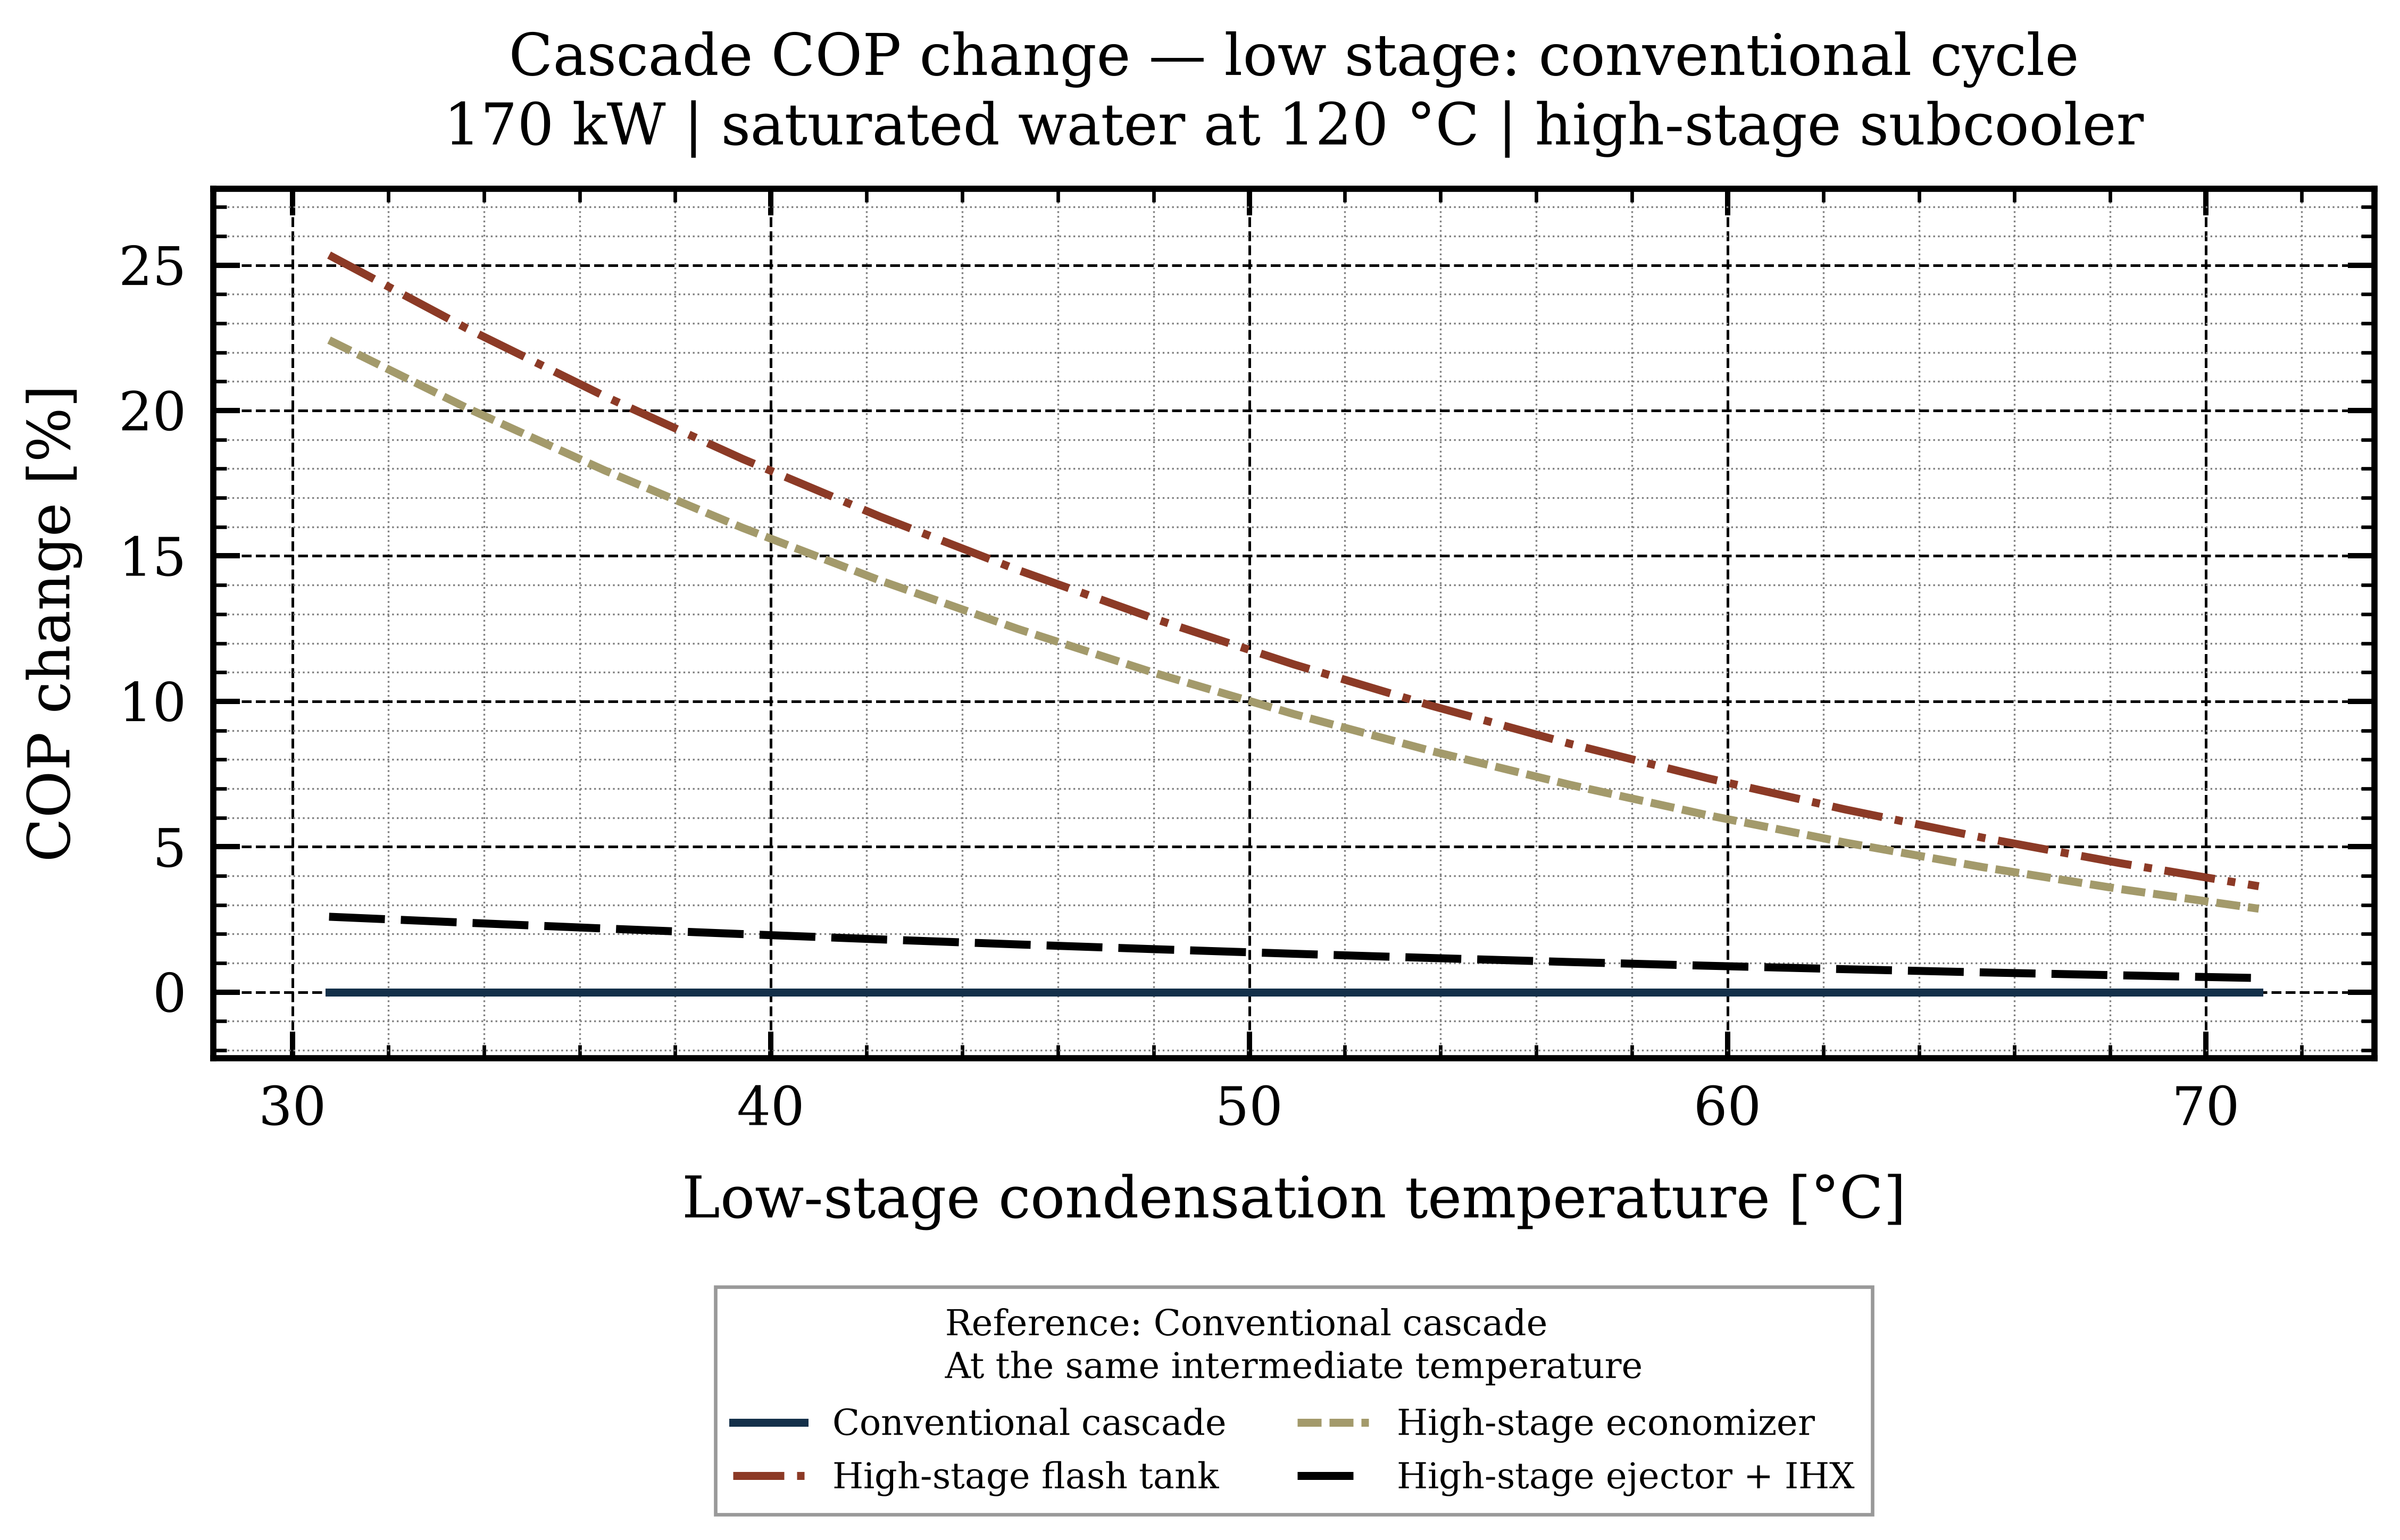 Cascade COP change — low stage: conventional cycle
170 kW | saturated water at 120 °C | high-stage subcooler
COP change [%]
25
20
15
10
5
0
30 40 50 60 70
Low-stage condensation temperature [°C]
Reference: Conventional cascade
At the same intermediate temperature
Conventional cascade High-stage economizer
High-stage flash tank High-stage ejector + IHX